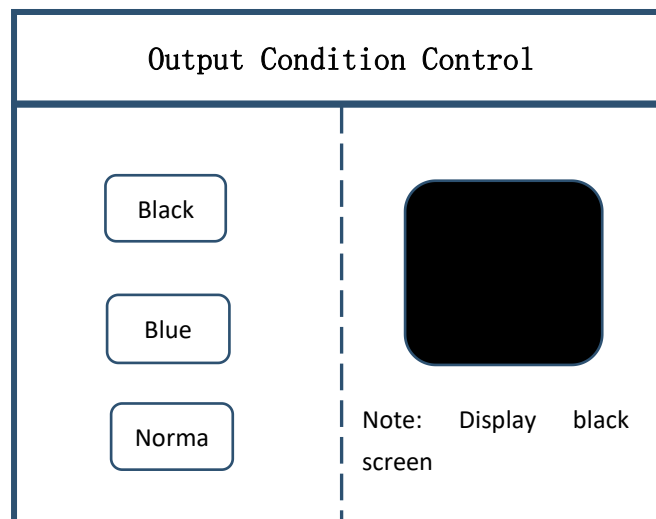 Output Condition Control
Black
Blue
Norma
Note: Display black
screen